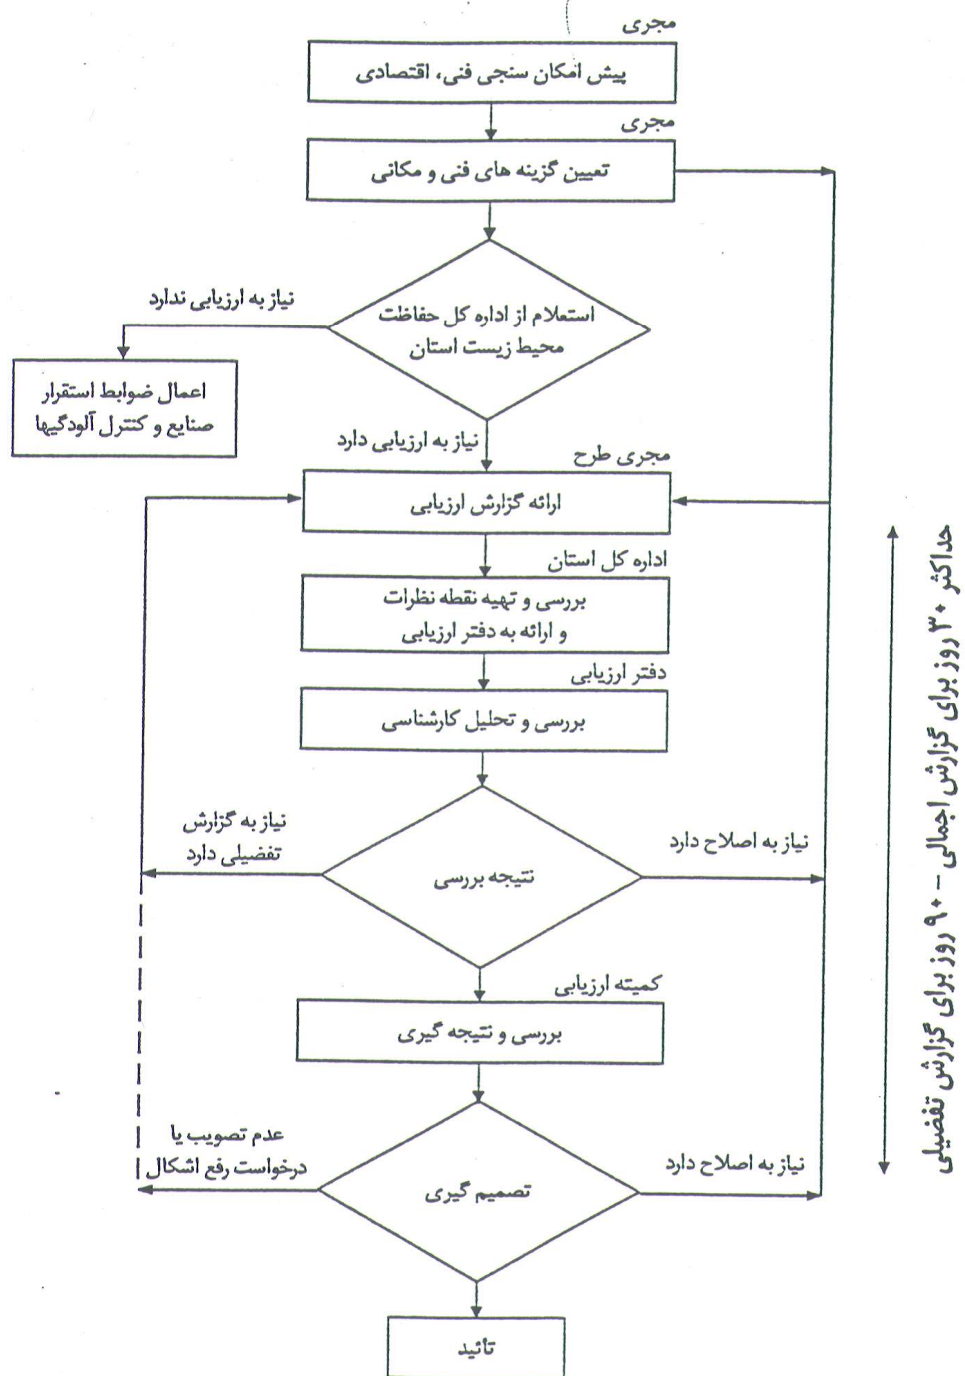 مجری
پیش امکان سنجی فنی، اقتصادی
مجری
تعیین گزینه های فنی و مکانی
استعلام از اداره کل حفاظت
محیط زیست استان
نیاز به ارزیابی ندارد
اعمال ضوابط استقرار
صنایع و کنترل آلودگیها
نیاز به ارزیابی دارد
مجری طرح
ارائه گزارش ارزیابی
اداره کل استان
بررسی و تهیه نقطه نظرات
و ارائه به دفتر ارزیابی
دفتر ارزیابی
بررسی و تحلیل کارشناسی
نیاز به اصلاح دارد
نتیجه بررسی
نیاز به گزارش
تفضیلی دارد
کمیته ارزیابی
بررسی و نتیجه گیری
نیاز به اصلاح دارد
تصمیم گیری
عدم تصویب یا
درخواست رفع اشکال
تأئید
حداکثر ۳۰ روز برای گزارش اجمالی - ۹۰ روز برای گزارش تفضیلی